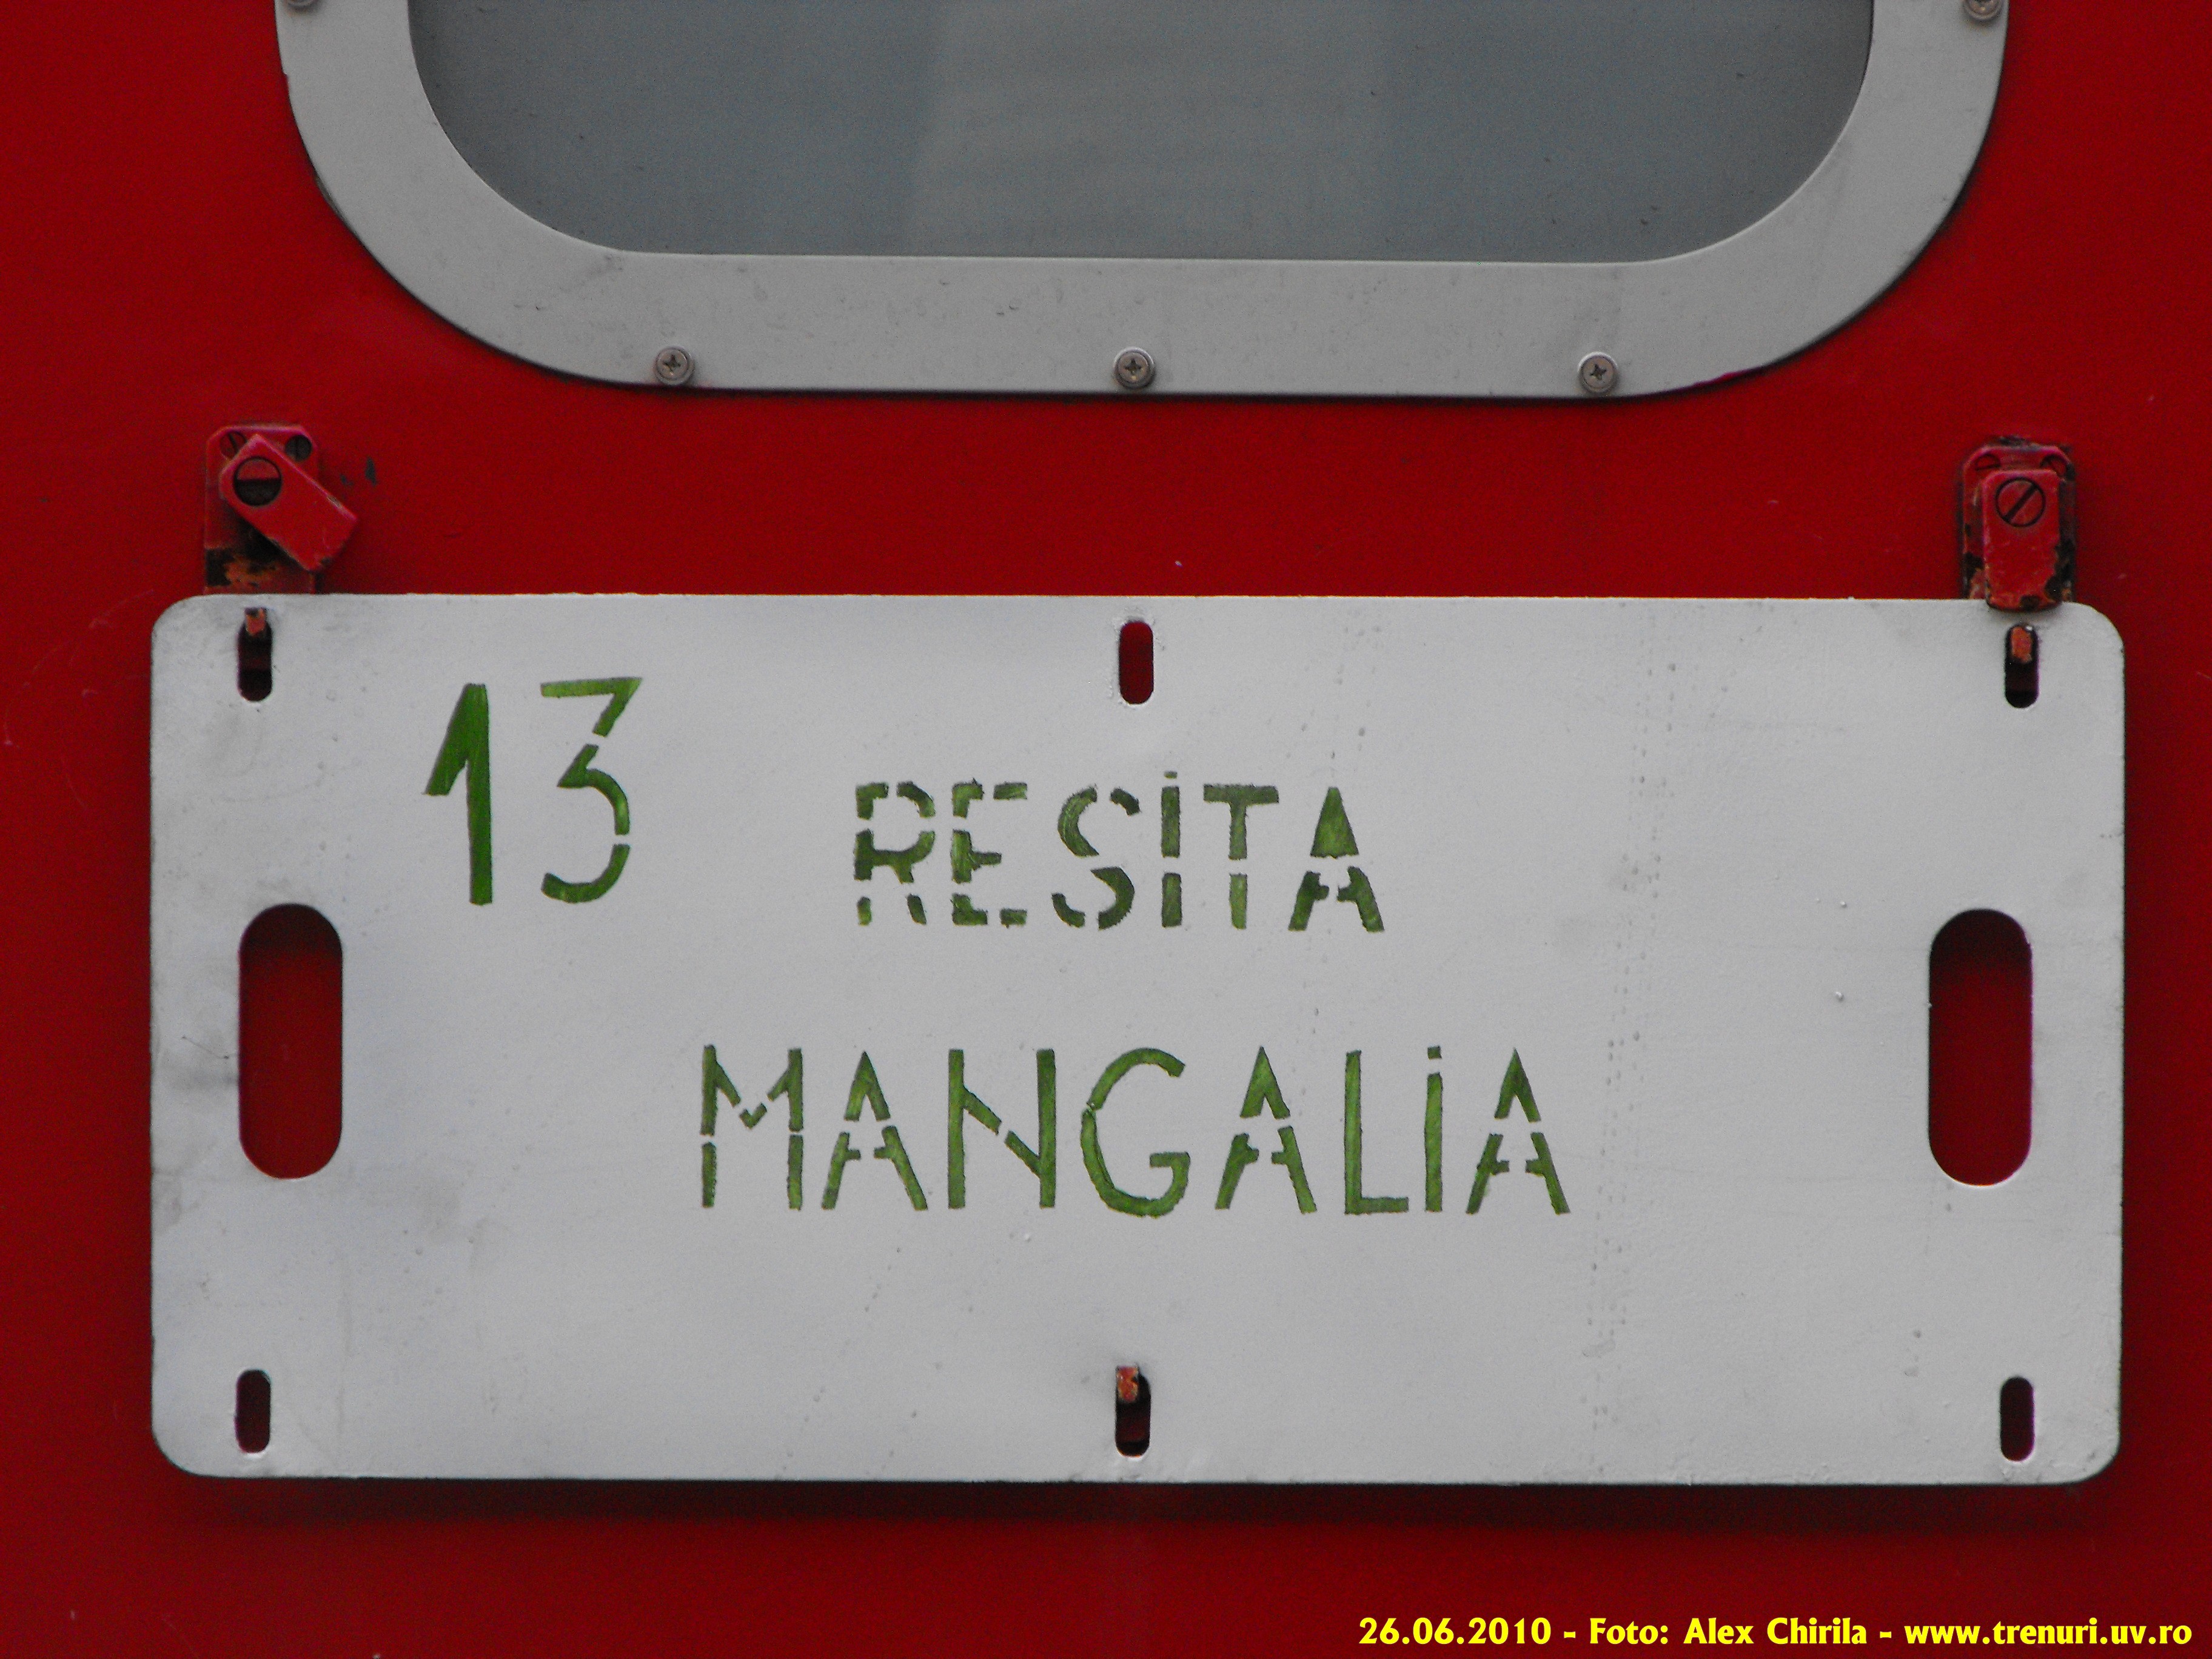 13
RESiTA
MANGALiA
26.06.2010 - Foto: Alex Chirila - www.trenuri.uv.ro